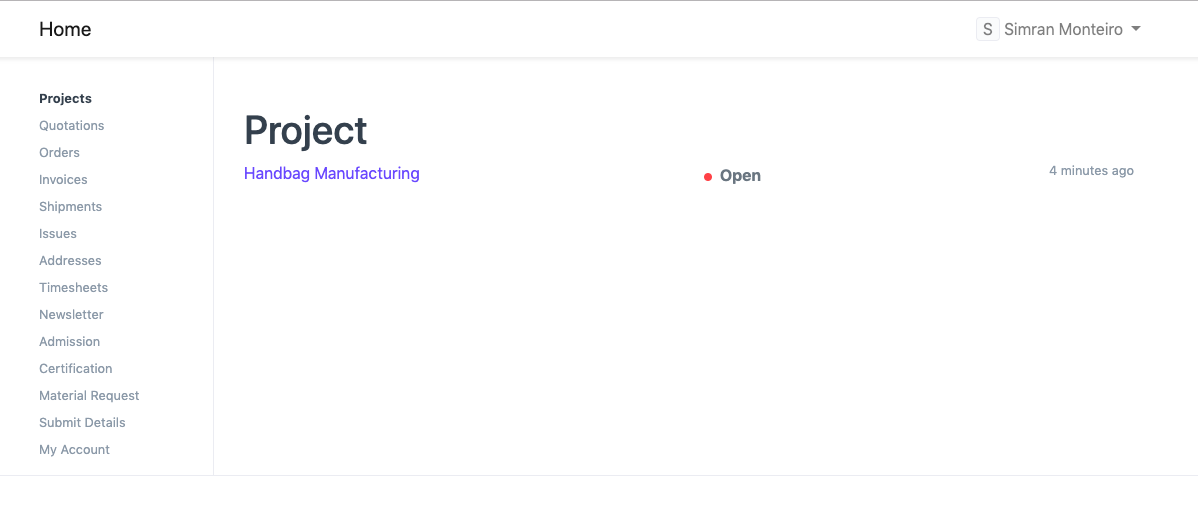 Home
S Simran Monteiro
Projects
Quotations
Orders
Invoices
Shipments
Issues
Addresses
Timesheets
Newsletter
Admission
Certification
Material Request
Submit Details
My Account
Project
Handbag Manufacturing
Open
4 minutes ago